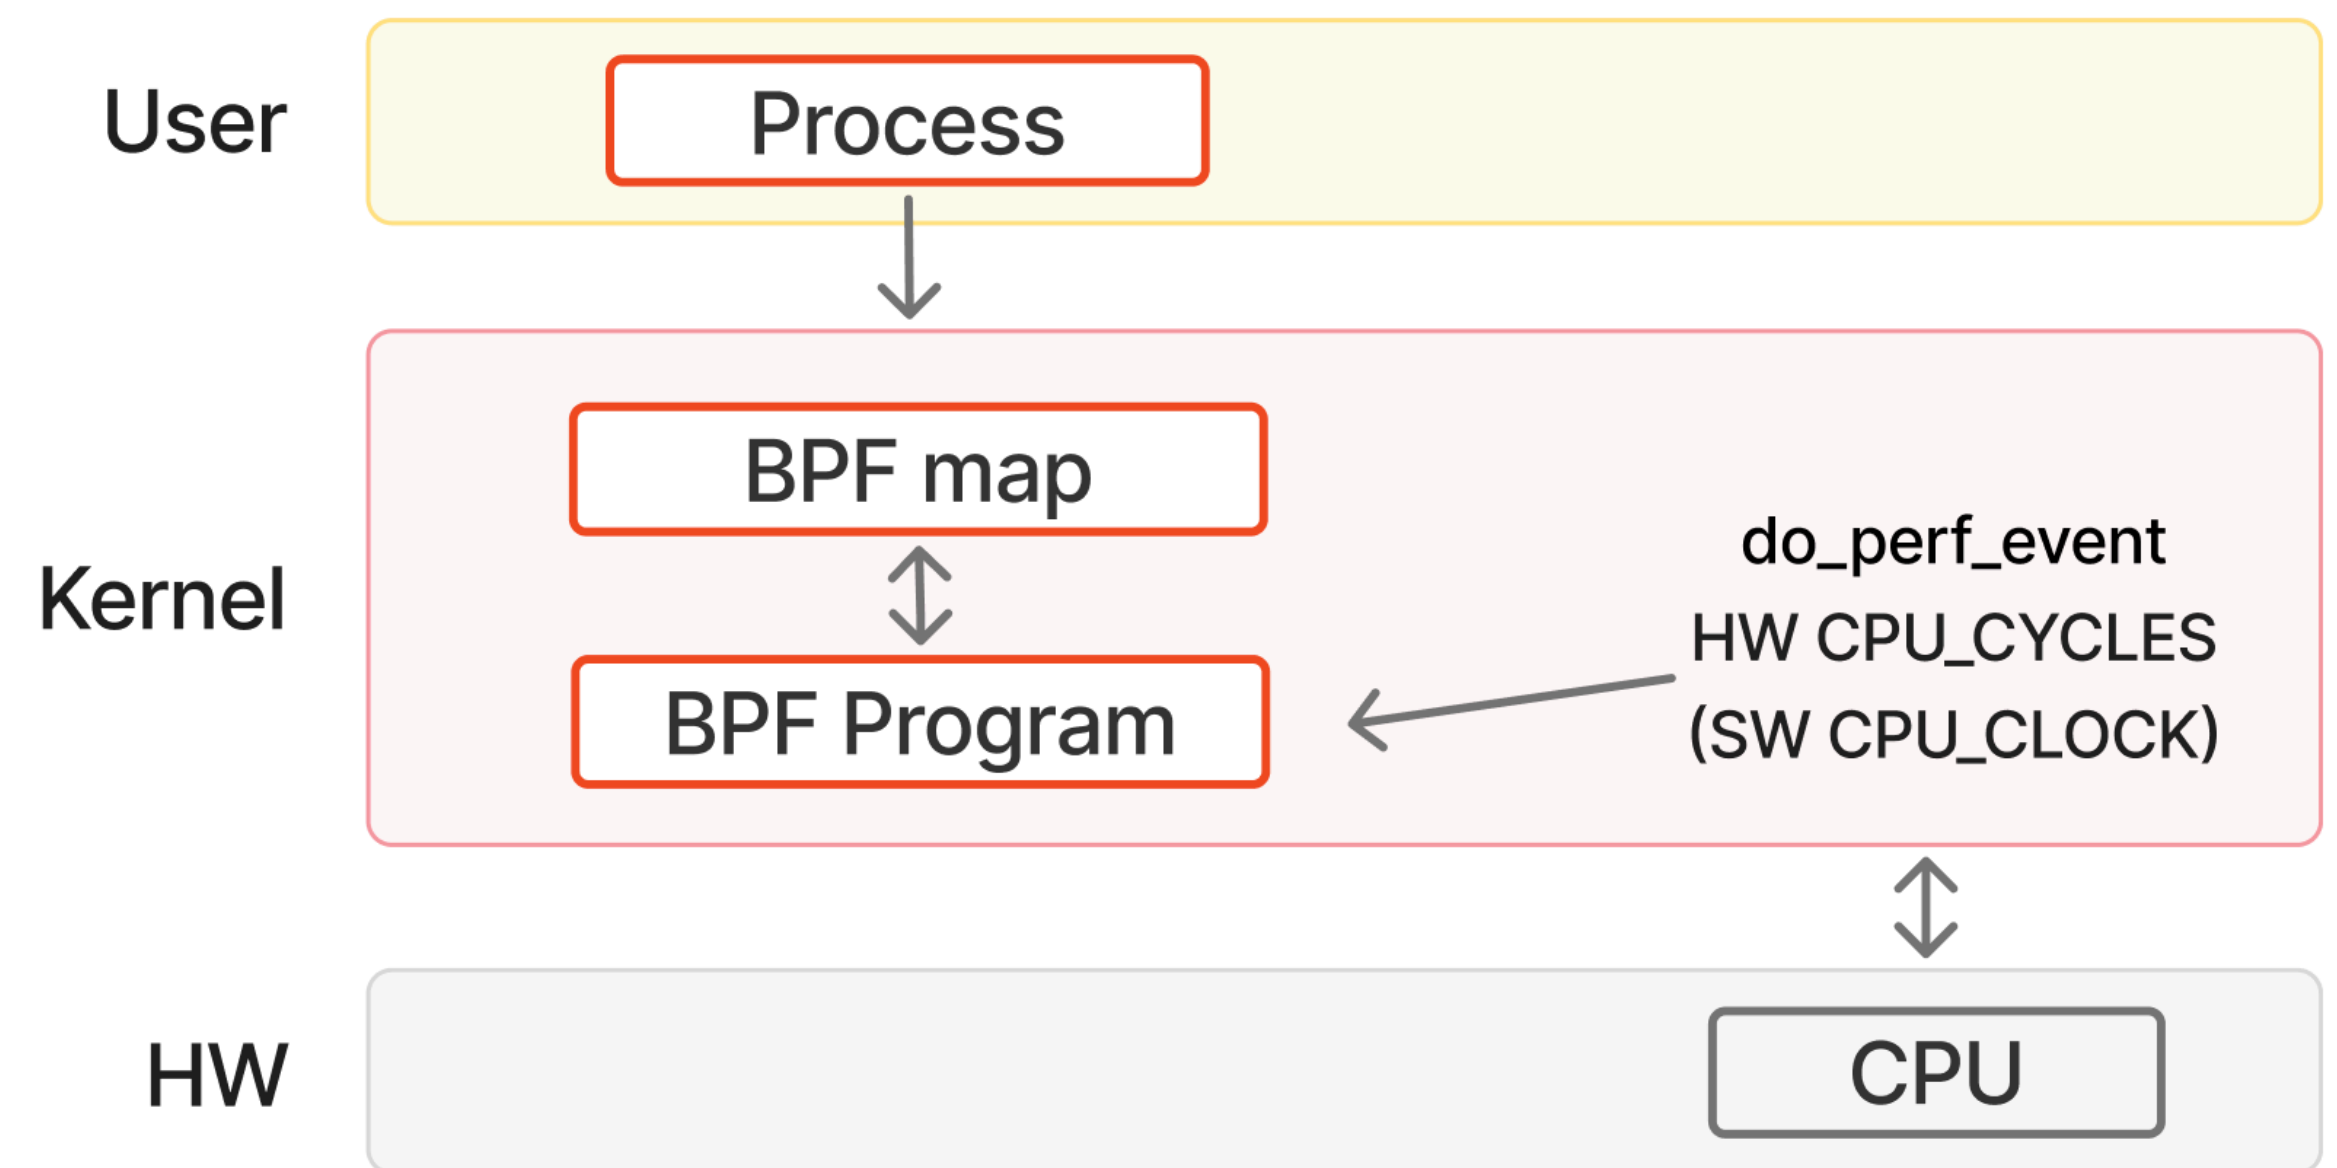 User
Process
Kernel
BPF map
do_perf_event
HW CPU_CYCLES
(SW CPU_CLOCK)
BPF Program
HW
CPU